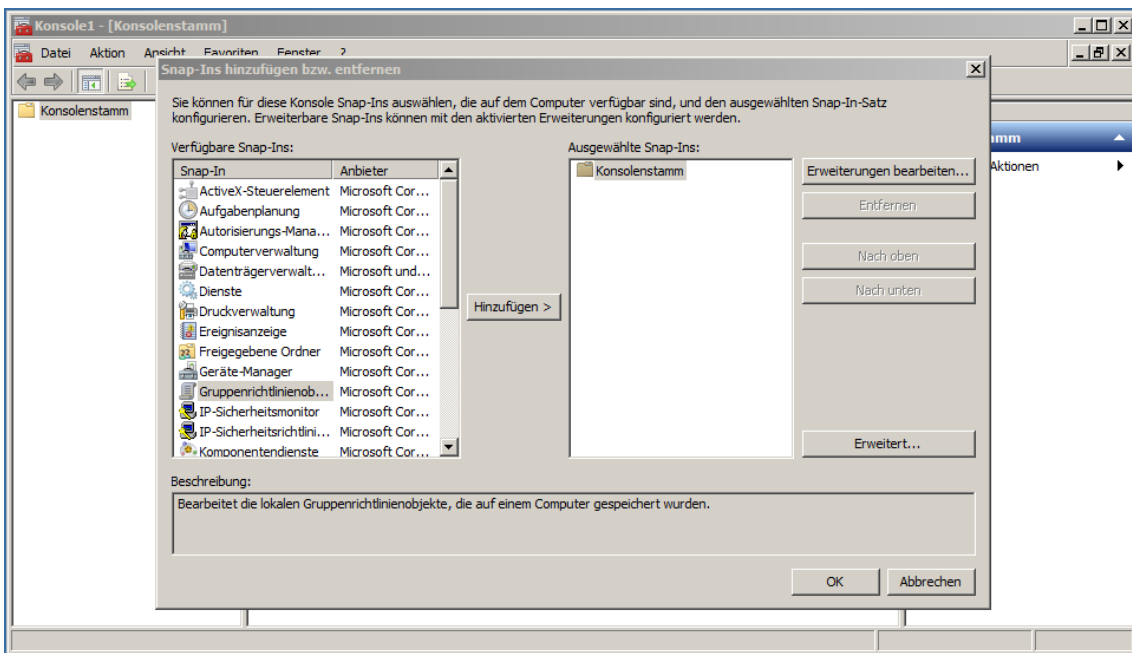 Konsole1 - [Konsolenstamm]
Datei Aktion Ansicht Favoriten Fenster ?
Snap-Ins hinzufügen bzw. entfernen
Konsolenstamm
Sie können für diese Konsole Snap-Ins auswählen, die auf dem Computer verfügbar sind, und den ausgewählten Snap-In-Satz
konfigurieren. Erweiterbare Snap-Ins können mit den aktivierten Erweiterungen konfiguriert werden.
Verfügbare Snap-Ins:
Snap-In Anbieter
ActiveX-Steuerelement Microsoft Cor...
Aufgabenplanung Microsoft Cor...
Autorisierungs-Mana... Microsoft Cor...
Computerverwaltung Microsoft Cor...
Datenträgerverwalt... Microsoft und...
Dienste Microsoft Cor...
Druckverwaltung Microsoft Cor...
Ereignisanzeige Microsoft Cor...
Freigegebene Ordner Microsoft Cor...
Geräte-Manager Microsoft Cor...
Gruppenrichtlinienob... Microsoft Cor...
IP-Sicherheitsmonitor Microsoft Cor...
IP-Sicherheitsrichtlini... Microsoft Cor...
Komponentendienste Microsoft Cor...
Hinzufügen >
Ausgewählte Snap-Ins:
Konsolenstamm
Erweiterungen bearbeiten...
Entfernen
Nach oben
Nach unten
Erweitert...
Beschreibung:
Bearbeitet die lokalen Gruppenrichtlinienobjekte, die auf einem Computer gespeichert wurden.
OK Abbrechen
amm
Aktionen